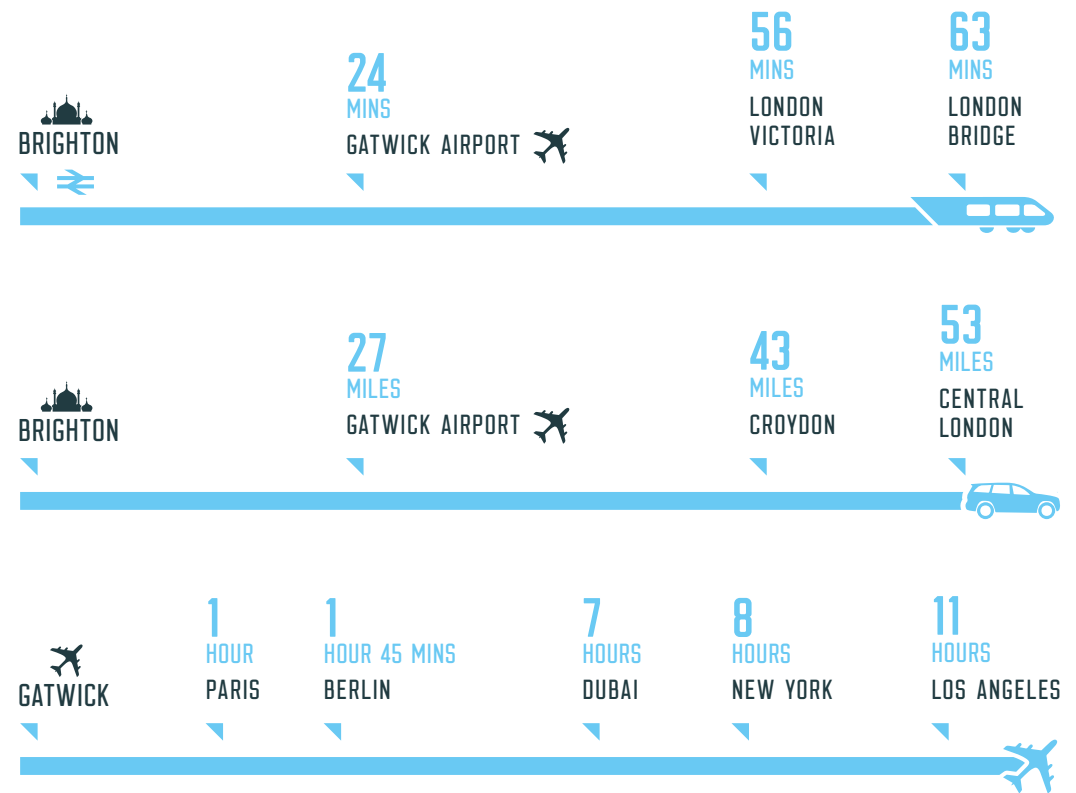 BRIGHTON
24
MINS
GATWICK AIRPORT
56
MINS
LONDON
VICTORIA
63
MINS
LONDON
BRIDGE
BRIGHTON
27
MILES
GATWICK AIRPORT
43
MILES
CROYDON
53
MILES
CENTRAL
LONDON
GATWICK
1
HOUR
PARIS
1
HOUR 45 MINS
BERLIN
7
HOURS
DUBAI
8
HOURS
NEW YORK
11
HOURS
LOS ANGELES